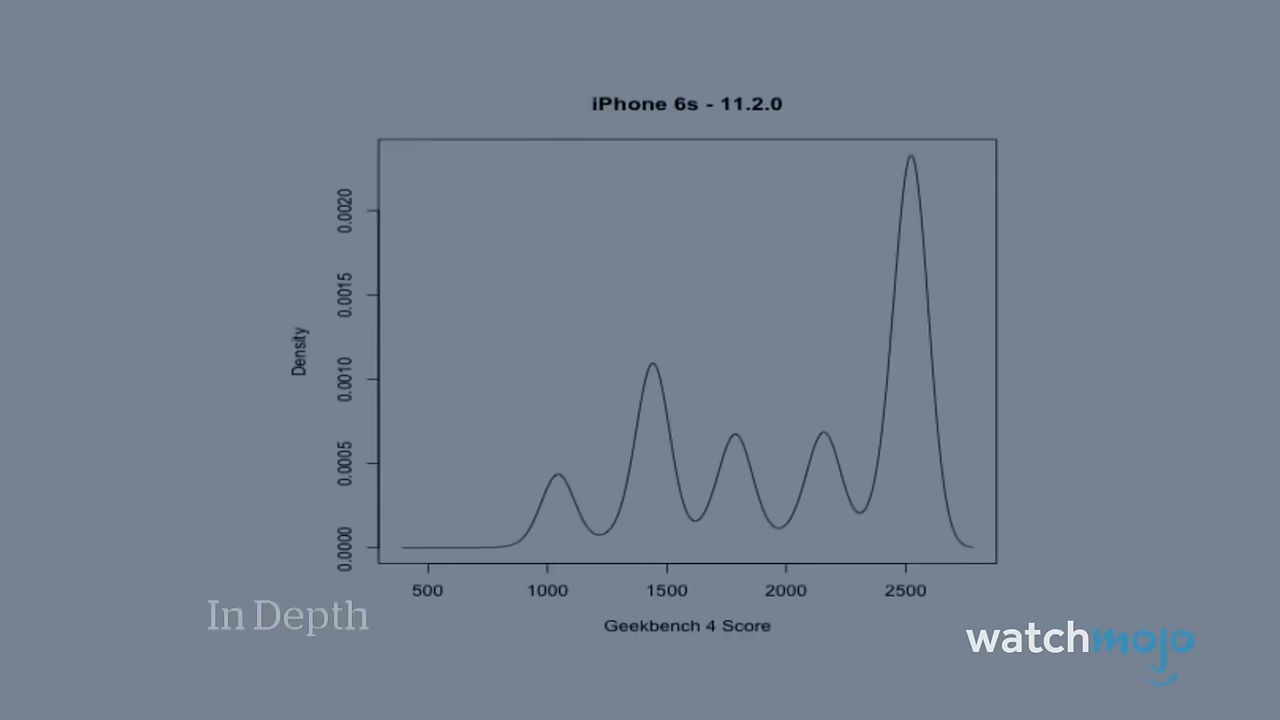 iPhone 6s - 11.2.0
0.0020
0.0015
0.0010
0.0005
0.0000
Density
500 1000 1500 2000 2500
Geekbench 4 Score
In Depth
watchmojo